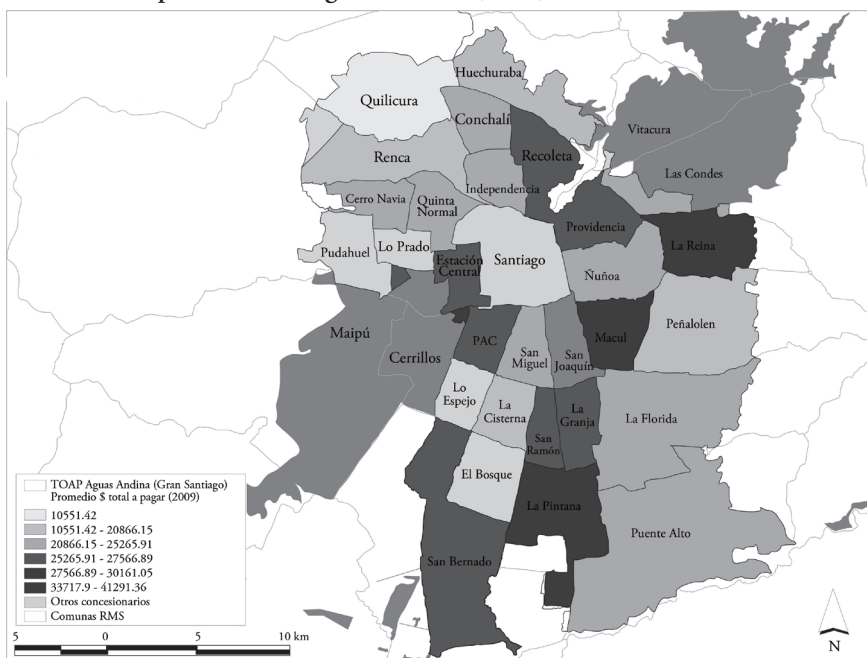 Huechuraba
Quilicura
Conchalí
Vitacura
Recoleta
Renca
Las Condes
Independencia
Cerro Navia
Quinta
Normal
Providencia
Lo Prado
La Reina
Pudahuel
Estación
Central
Santiago
Ñuñoa
Peñalolen
Maipú
Macul
PAC
Cerrillos
San
Miguel
San
Joaquín
Lo
Espejo
La
Cisterna
La
Granja
La Florida
San
Ramón
El Bosque
La Pintana
Puente Alto
San Bernado
TOAP Aguas Andina (Gran Santiago)
Promedio $ total a pagar (2009)
10551.42
10551.42 - 20866.15
20866.15 - 25265.91
25265.91 - 27566.89
27566.89 - 30161.05
33717.9 - 41291.36
Otros concesionarios
Comunas RMS
5 0 5 10 km
N